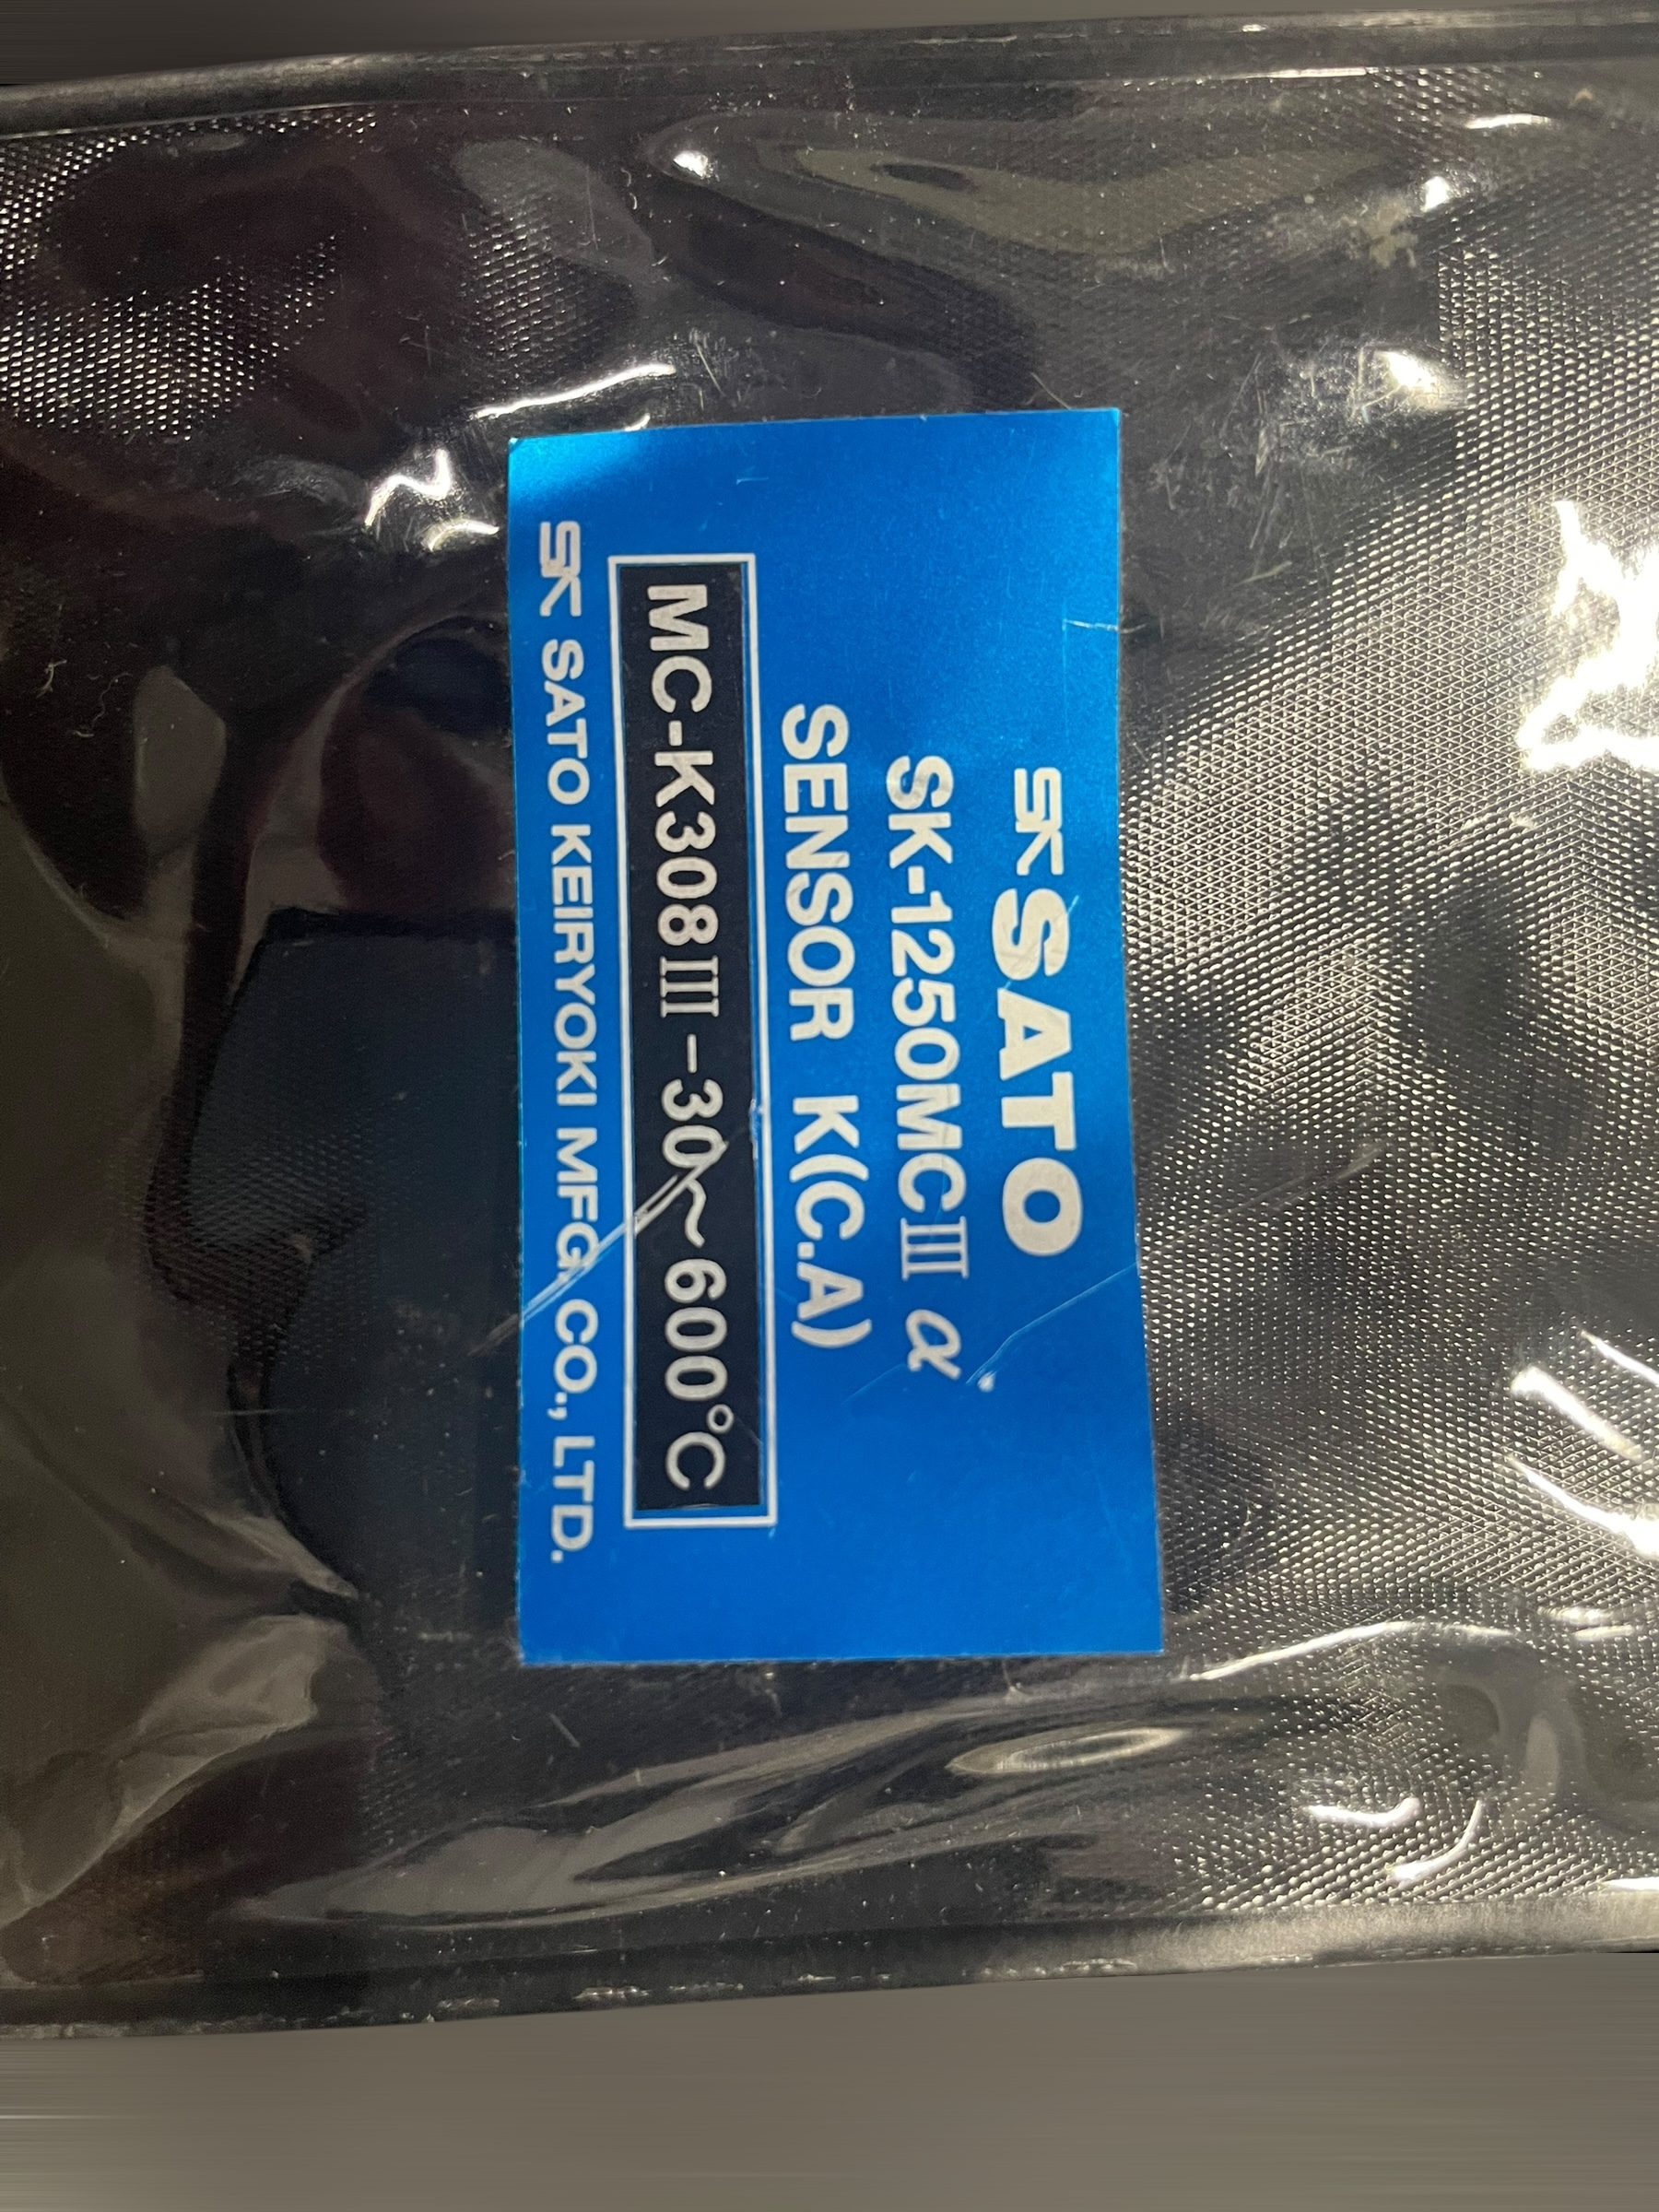 SK SATO
SK-1250MCⅢα
SENSOR K(C.A)
MC-K308Ⅲ -30~600℃
SK SATO KEIRYOKI MFG. CO., LTD.